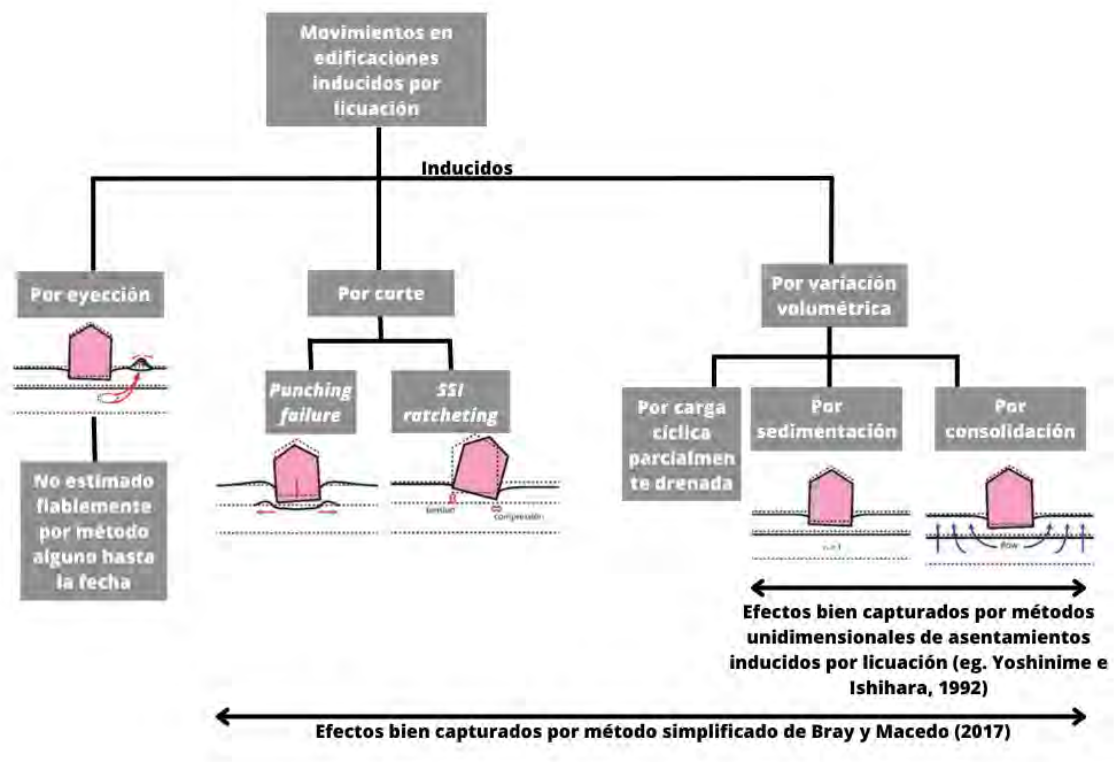 Movimientos en
edificaciones
inducidos por
licuación
Inducidos
Por eyección
Por corte
Por variación
volumétrica
Punching
failure
SSI
ratcheting
Por carga
cíclica
parcialmen
te drenada
Por
sedimentación
Por
consolidación
No estimado
fiablemente
por método
alguno hasta
la fecha
tension
compresión
flow
Efectos bien capturados por métodos
unidimensionales de asentamientos
inducidos por licuación (eg. Yoshinime e
Ishihara, 1992)
Efectos bien capturados por método simplificado de Bray y Macedo (2017)